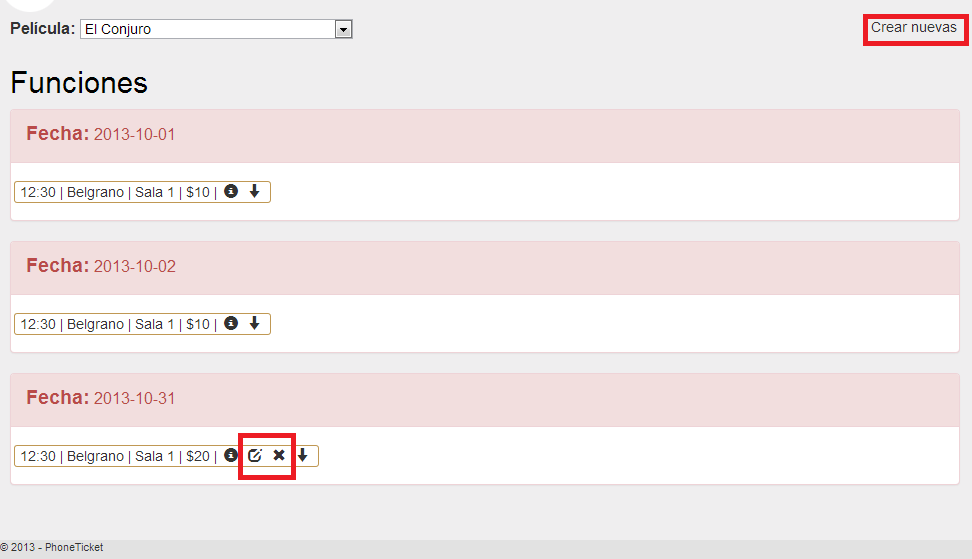 Película: El Conjuro
Crear nuevas
Funciones
Fecha: 2013-10-01
12:30 | Belgrano | Sala 1 | $10 |
Fecha: 2013-10-02
12:30 | Belgrano | Sala 1 | $10 |
Fecha: 2013-10-31
12:30 | Belgrano | Sala 1 | $20 |
© 2013 - PhoneTicket